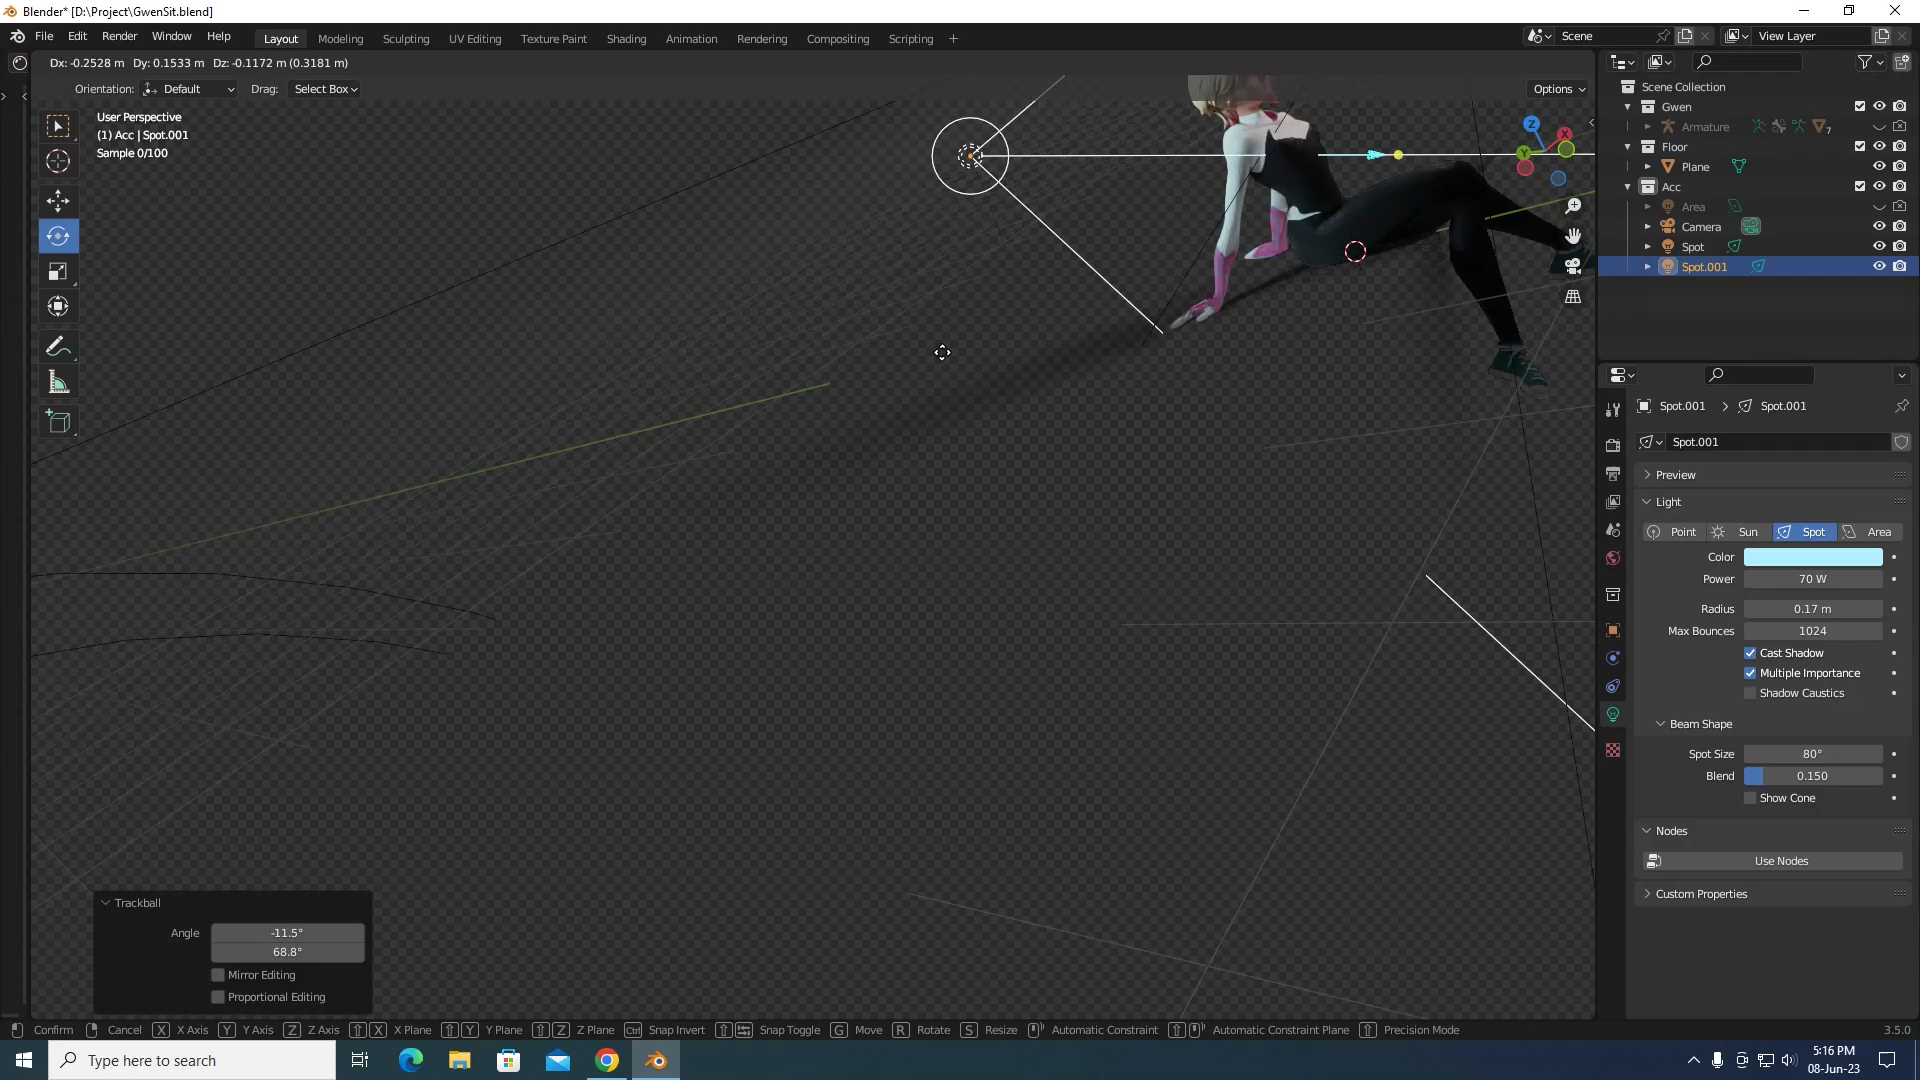 Blender* [D:\Project\GwenSit.blend]
File Edit Render Window Help Layout Modeling Sculpting UV Editing Texture Paint Shading Animation Rendering Compositing Scripting + Scene View Layer
Dx: -0.2528 m Dy: 0.1533 m Dz: -0.1172 m (0.3181 m)
Orientation: Default Drag: Select Box Options
User Perspective
(1) Acc | Spot.001
Sample 0/100
Z
X
Y
Scene Collection
Gwen
Armature 7
Floor
Plane
Acc
Area
Camera
Spot
Spot.001
Spot.001 > Spot.001
Spot.001
Preview
Light
Point Sun Spot Area
Color
Power 70 W
Radius 0.17 m
Max Bounces 1024
Cast Shadow
Multiple Importance
Shadow Caustics
Beam Shape
Spot Size 80°
Blend 0.150
Show Cone
Nodes
Use Nodes
Custom Properties
Trackball
Angle -11.5°
68.8°
Mirror Editing
Proportional Editing
Confirm Cancel X X Axis Y Y Axis Z Z Axis ⇧ X X Plane ⇧ Y Y Plane ⇧ Z Z Plane Ctrl Snap Invert ⇧ Snap Toggle G Move R Rotate S Resize Automatic Constraint ⇧ Automatic Constraint Plane ⇧ Precision Mode 3.5.0
Type here to search
5:16 PM
08-Jun-23